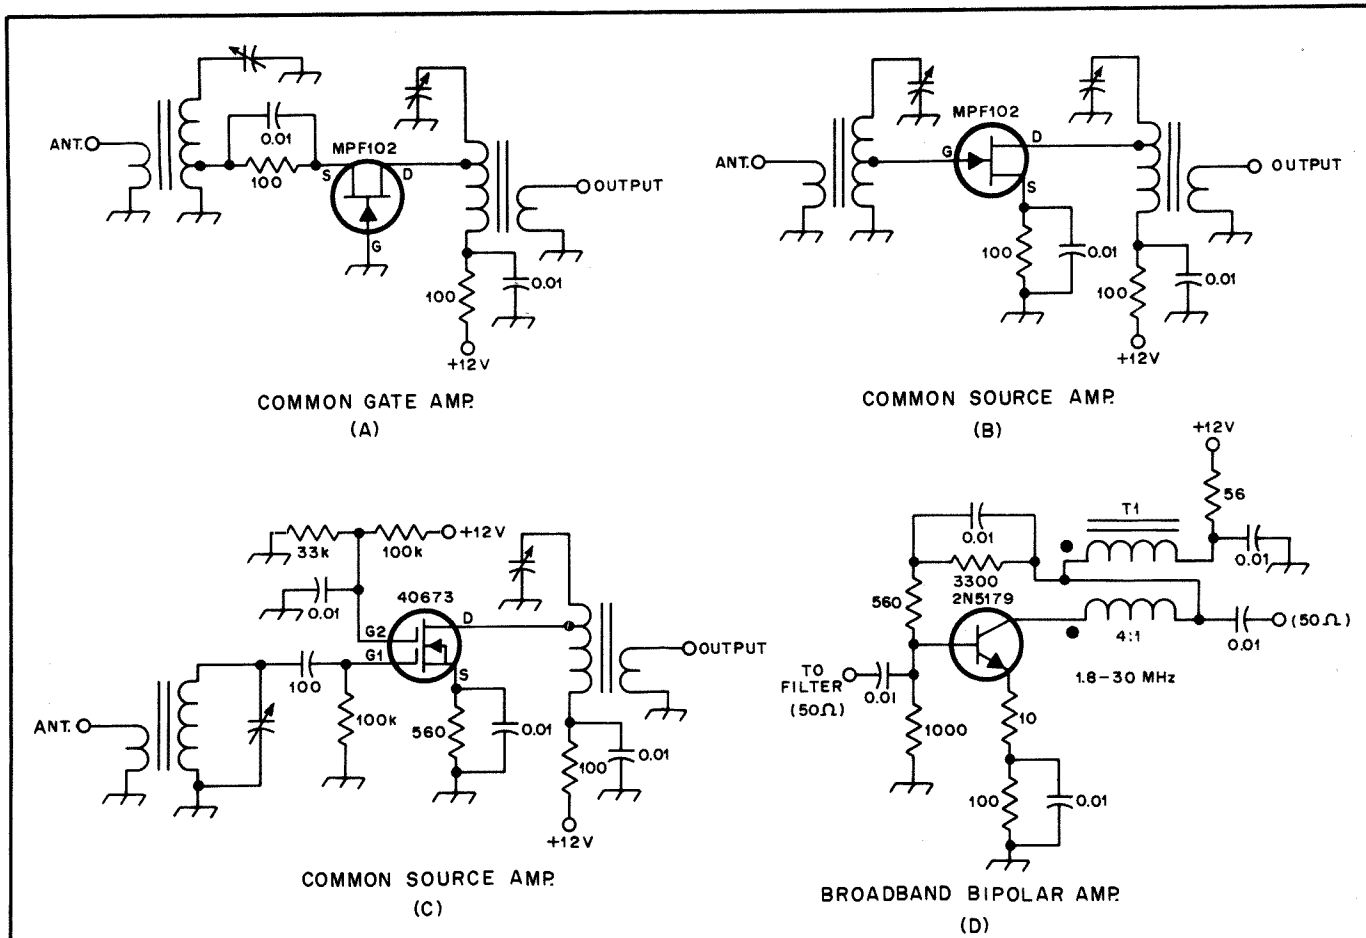 ANT.
0.01
100
MPF102
S
D
G
OUTPUT
100
0.01
+12V
COMMON GATE AMP.
(A)
ANT.
MPF102
G
D
S
100
0.01
OUTPUT
100
0.01
+12V
COMMON SOURCE AMP.
(B)
33k
100k
+12V
0.01
40673
G2
G1
D
S
ANT.
100
100k
560
0.01
OUTPUT
100
0.01
+12V
COMMON SOURCE AMP.
(C)
+12V
56
T1
0.01
0.01
3300
560
2N5179
4:1
0.01
(50Ω)
TO
FILTER
(50Ω)
0.01
1.8–30 MHz
1000
10
100
0.01
BROADBAND BIPOLAR AMP.
(D)